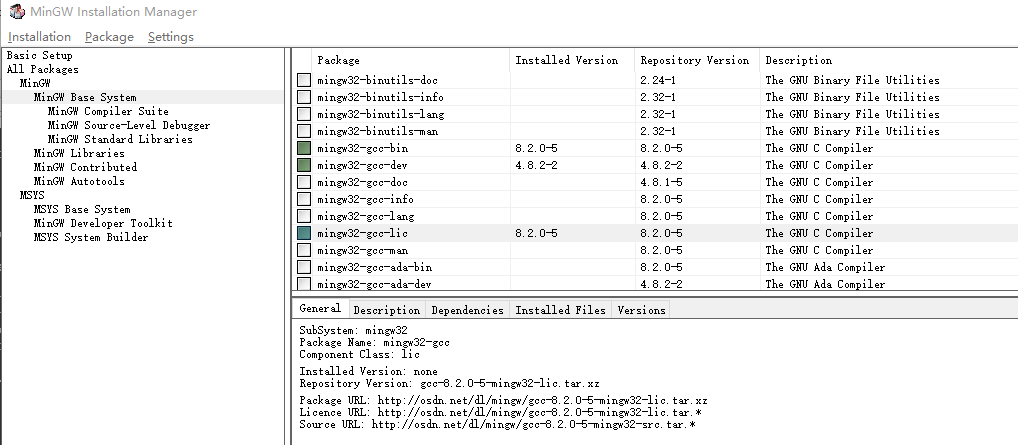 MinGW Installation Manager
Installation Package Settings
Basic Setup
All Packages
MinGW
MinGW Base System
MinGW Compiler Suite
MinGW Source-Level Debugger
MinGW Standard Libraries
MinGW Libraries
MinGW Contributed
MinGW Autotools
MSYS
MSYS Base System
MinGW Developer Toolkit
MSYS System Builder
Package Installed Version Repository Version Description
mingw32-binutils-doc 2.24-1 The GNU Binary File Utilities
mingw32-binutils-info 2.32-1 The GNU Binary File Utilities
mingw32-binutils-lang 2.32-1 The GNU Binary File Utilities
mingw32-binutils-man 2.32-1 The GNU Binary File Utilities
mingw32-gcc-bin 8.2.0-5 8.2.0-5 The GNU C Compiler
mingw32-gcc-dev 4.8.2-2 4.8.2-2 The GNU C Compiler
mingw32-gcc-doc 4.8.1-5 The GNU C Compiler
mingw32-gcc-info 8.2.0-5 The GNU C Compiler
mingw32-gcc-lang 8.2.0-5 The GNU C Compiler
mingw32-gcc-lic 8.2.0-5 8.2.0-5 The GNU C Compiler
mingw32-gcc-man 8.2.0-5 The GNU C Compiler
mingw32-gcc-ada-bin 8.2.0-5 The GNU Ada Compiler
mingw32-gcc-ada-dev 4.8.2-2 The GNU Ada Compiler
General Description Dependencies Installed Files Versions
SubSystem: mingw32
Package Name: mingw32-gcc
Component Class: lic
Installed Version: none
Repository Version: gcc-8.2.0-5-mingw32-lic.tar.xz
Package URL: http://osdn.net/dl/mingw/gcc-8.2.0-5-mingw32-lic.tar.xz
Licence URL: http://osdn.net/dl/mingw/gcc-8.2.0-5-mingw32-lic.tar.*
Source URL: http://osdn.net/dl/mingw/gcc-8.2.0-5-mingw32-src.tar.*